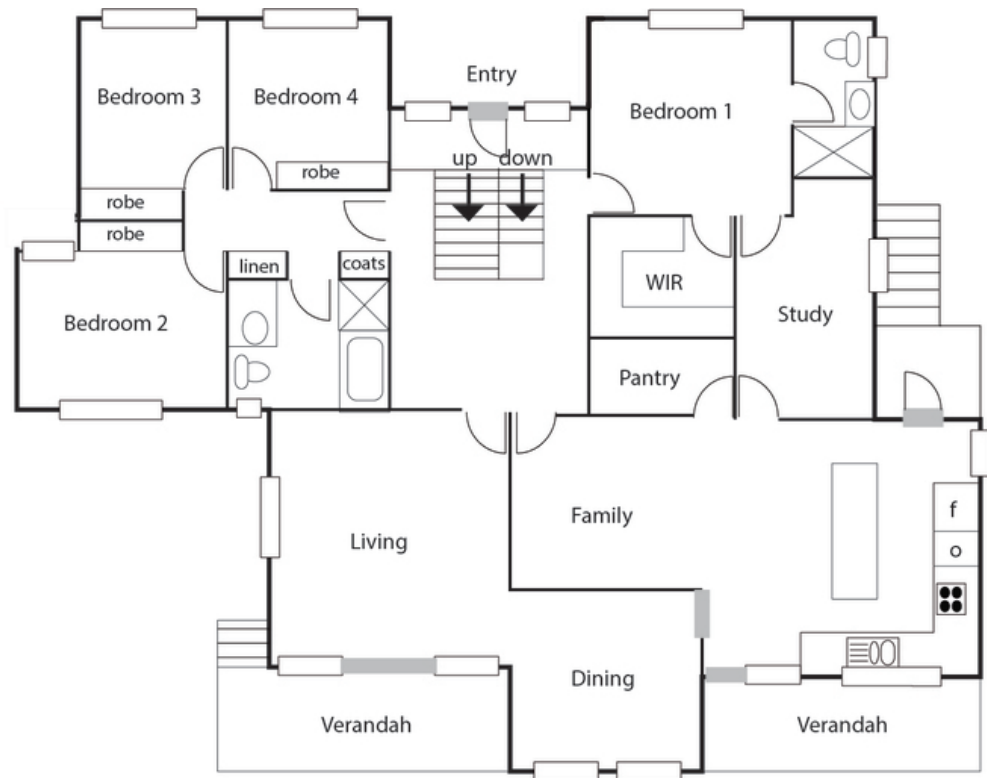 Entry
Bedroom 3
Bedroom 4
Bedroom 1
up down
robe
robe
robe
linen
coats
WIR
Bedroom 2
Study
Pantry
f
Family
Living
o
Dining
Verandah
Verandah